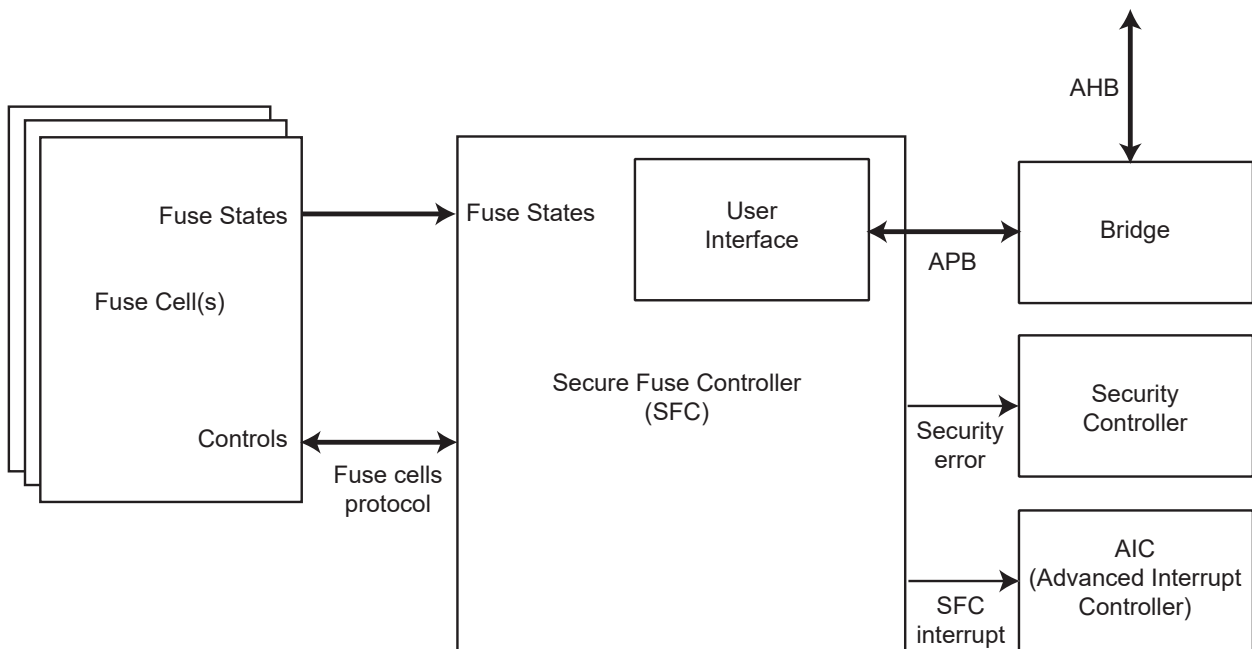 AHB
Fuse States
Fuse States
User
Interface
Bridge
APB
Fuse Cell(s)
Secure Fuse Controller
(SFC)
Security
Controller
Controls
Security
error
Fuse cells
protocol
AIC
(Advanced Interrupt
Controller)
SFC
interrupt